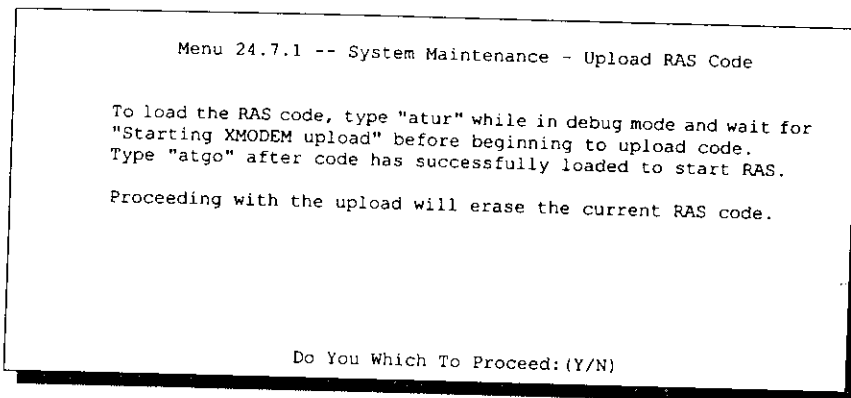 Menu 24.7.1 -- System Maintenance - Upload RAS Code
To load the RAS code, type "atur" while in debug mode and wait for
"Starting XMODEM upload" before beginning to upload code.
Type "atgo" after code has successfully loaded to start RAS.
Proceeding with the upload will erase the current RAS code.
Do You Which To Proceed:(Y/N)